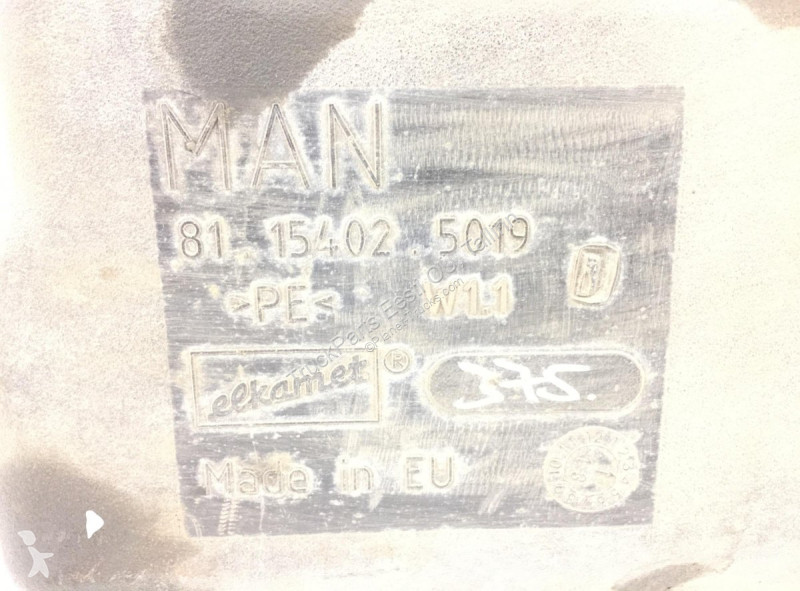 MAN
81.15402.5019
>PE< W1.1
elkamet®
375
Made in EU